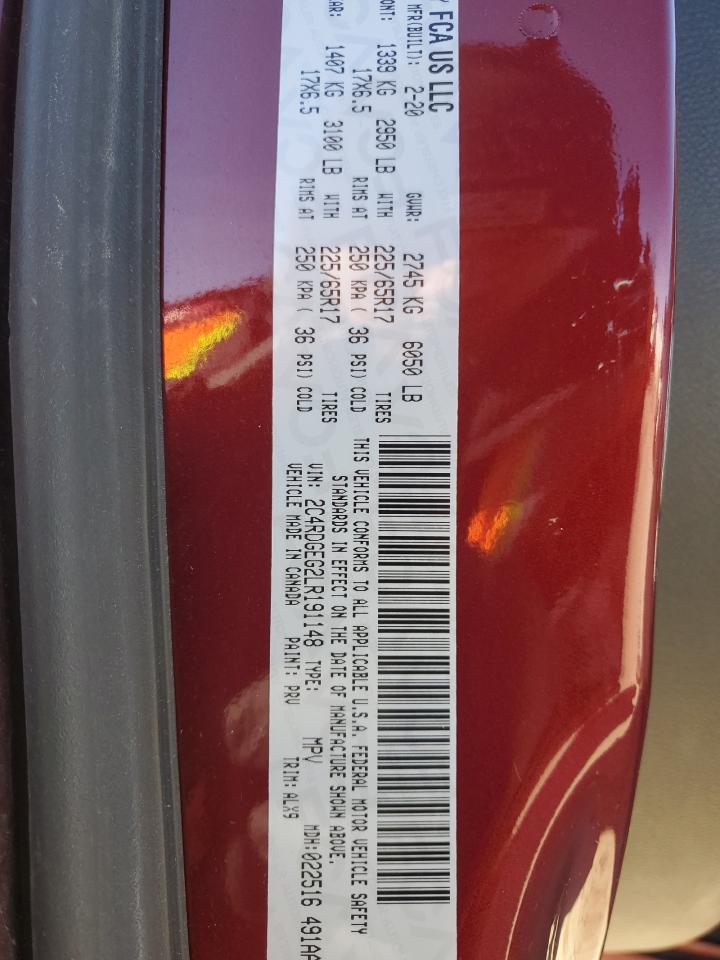 Y FCA US LLC
MFR(BUILT): 2-20 GVWR: 2745 KG 6050 LB
ONT: 1339 KG 2950 LB WITH 225/65R17 TIRES
17X6.5 RIMS AT 250 KPA ( 36 PSI) COLD
AR: 1407 KG 3100 LB WITH 225/65R17 TIRES
17X6.5 RIMS AT 250 KPA ( 36 PSI) COLD
THIS VEHICLE CONFORMS TO ALL APPLICABLE U.S.A. FEDERAL MOTOR VEHICLE SAFETY
STANDARDS IN EFFECT ON THE DATE OF MANUFACTURE SHOWN ABOVE.
VIN: 2C4RDGEG2LR191148 TYPE: MPV MDH:022516 491AA
VEHICLE MADE IN CANADA PAINT: PRV TRIM:ALX9